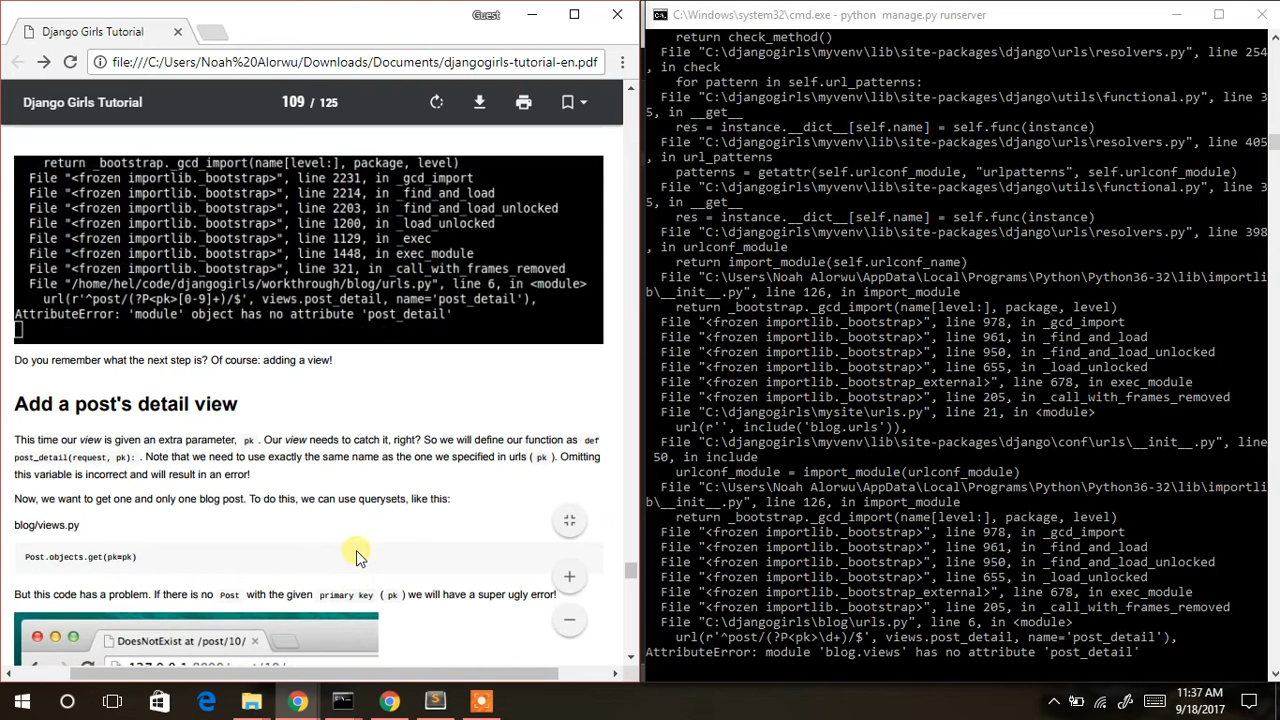 Guest
Django Girls Tutorial
file:///C:/Users/Noah%20Alorwu/Downloads/Documents/djangogirls-tutorial-en.pdf
Django Girls Tutorial
109 / 125
return _bootstrap._gcd_import(name[level:], package, level)
File "<frozen importlib._bootstrap>", line 2231, in _gcd_import
File "<frozen importlib._bootstrap>", line 2214, in _find_and_load
File "<frozen importlib._bootstrap>", line 2203, in _find_and_load_unlocked
File "<frozen importlib._bootstrap>", line 1200, in _load_unlocked
File "<frozen importlib._bootstrap>", line 1129, in _exec
File "<frozen importlib._bootstrap>", line 1448, in exec_module
File "<frozen importlib._bootstrap>", line 321, in _call_with_frames_removed
File "/home/hel/code/djangogirls/workthrough/blog/urls.py", line 6, in <module>
url(r'^post/(?P<pk>[0-9]+)/$', views.post_detail, name='post_detail'),
AttributeError: 'module' object has no attribute 'post_detail'
Do you remember what the next step is? Of course: adding a view!
Add a post's detail view
This time our view is given an extra parameter, pk . Our view needs to catch it, right? So we will define our function as def
post_detail(request, pk): . Note that we need to use exactly the same name as the one we specified in urls ( pk ). Omitting
this variable is incorrect and will result in an error!
Now, we want to get one and only one blog post. To do this, we can use querysets, like this:
blog/views.py
Post.objects.get(pk=pk)
But this code has a problem. If there is no Post with the given primary key ( pk ) we will have a super ugly error!
DoesNotExist at /post/10/
C:\Windows\system32\cmd.exe - python manage.py runserver
return check_method()
File "C:\djangogirls\myvenv\lib\site-packages\django\urls\resolvers.py", line 254
, in check
for pattern in self.url_patterns:
File "C:\djangogirls\myvenv\lib\site-packages\django\utils\functional.py", line 3
5, in __get__
res = instance.__dict__[self.name] = self.func(instance)
File "C:\djangogirls\myvenv\lib\site-packages\django\urls\resolvers.py", line 405
, in url_patterns
patterns = getattr(self.urlconf_module, "urlpatterns", self.urlconf_module)
File "C:\djangogirls\myvenv\lib\site-packages\django\utils\functional.py", line 3
5, in __get__
res = instance.__dict__[self.name] = self.func(instance)
File "C:\djangogirls\myvenv\lib\site-packages\django\urls\resolvers.py", line 398
, in urlconf_module
return import_module(self.urlconf_name)
File "C:\Users\Noah Alorwu\AppData\Local\Programs\Python\Python36-32\lib\importli
b\__init__.py", line 126, in import_module
return _bootstrap._gcd_import(name[level:], package, level)
File "<frozen importlib._bootstrap>", line 978, in _gcd_import
File "<frozen importlib._bootstrap>", line 961, in _find_and_load
File "<frozen importlib._bootstrap>", line 950, in _find_and_load_unlocked
File "<frozen importlib._bootstrap>", line 655, in _load_unlocked
File "<frozen importlib._bootstrap_external>", line 678, in exec_module
File "<frozen importlib._bootstrap>", line 205, in _call_with_frames_removed
File "C:\djangogirls\mysite\urls.py", line 21, in <module>
url(r'', include('blog.urls')),
File "C:\djangogirls\myvenv\lib\site-packages\django\conf\urls\__init__.py", line
50, in include
urlconf_module = import_module(urlconf_module)
File "C:\Users\Noah Alorwu\AppData\Local\Programs\Python\Python36-32\lib\importli
b\__init__.py", line 126, in import_module
return _bootstrap._gcd_import(name[level:], package, level)
File "<frozen importlib._bootstrap>", line 978, in _gcd_import
File "<frozen importlib._bootstrap>", line 961, in _find_and_load
File "<frozen importlib._bootstrap>", line 950, in _find_and_load_unlocked
File "<frozen importlib._bootstrap>", line 655, in _load_unlocked
File "<frozen importlib._bootstrap_external>", line 678, in exec_module
File "<frozen importlib._bootstrap>", line 205, in _call_with_frames_removed
File "C:\djangogirls\blog\urls.py", line 6, in <module>
url(r'^post/(?P<pk>\d+)/$', views.post_detail, name='post_detail'),
AttributeError: module 'blog.views' has no attribute 'post_detail'
11:37 AM
9/18/2017